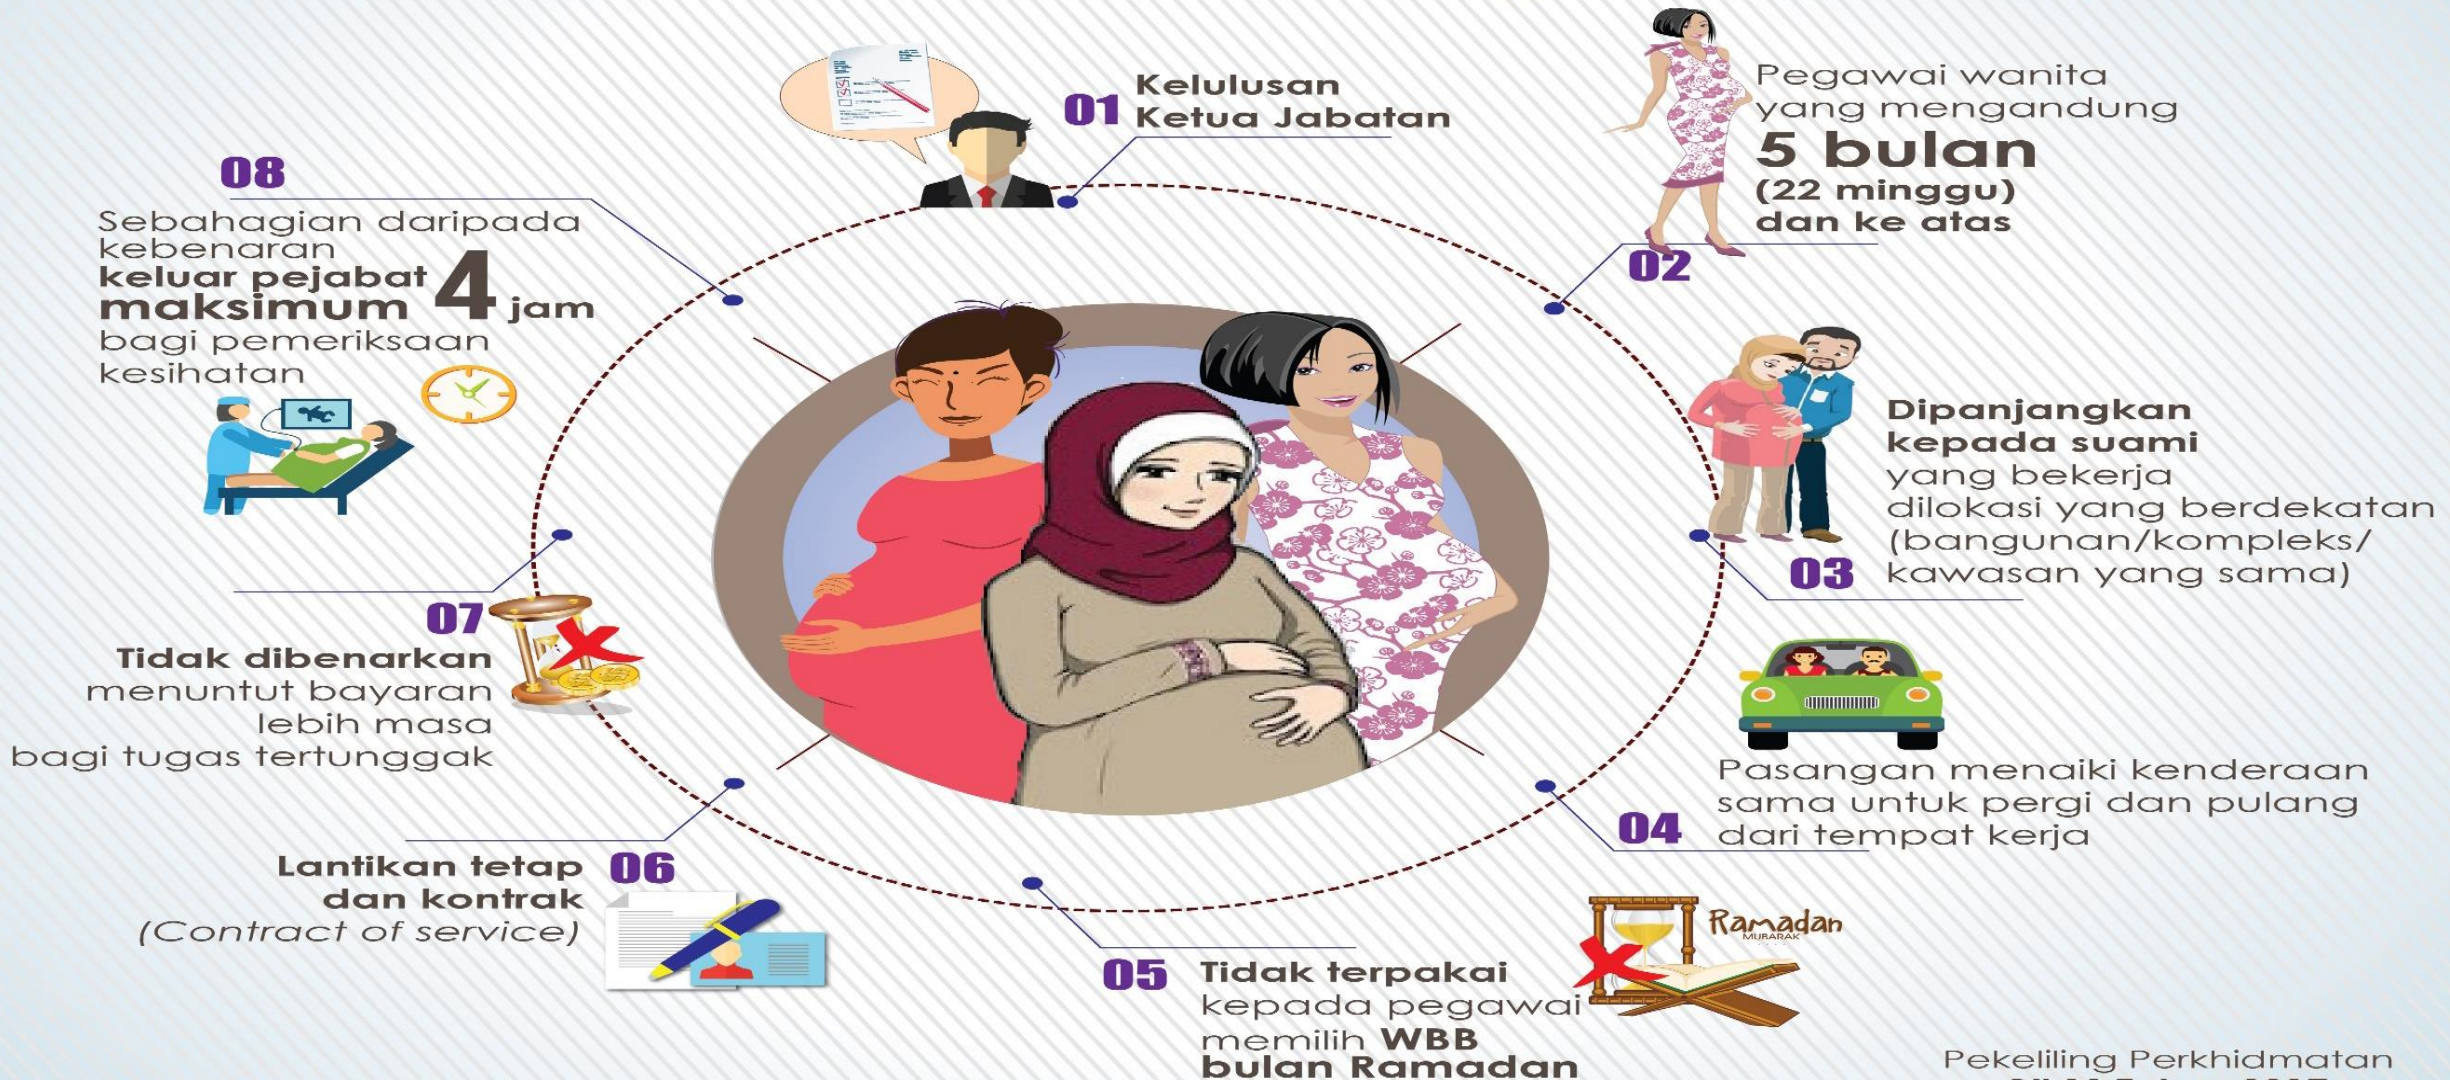 01
Kelulusan
Ketua Jabatan
Pegawai wanita
yang mengandung
5 bulan
(22 minggu)
dan ke atas
02
Dipanjangkan
kepada suami
yang bekerja
dilokasi yang berdekatan
(bangunan/kompleks/
kawasan yang sama)
03
Pasangan menaiki kenderaan
sama untuk pergi dan pulang
dari tempat kerja
04
05
Tidak terpakai
kepada pegawai
memilih WBB
bulan Ramadan
Ramadan
MUBARAK
06
Lantikan tetap
dan kontrak
(Contract of service)
07
Tidak dibenarkan
menuntut bayaran
lebih masa
bagi tugas tertunggak
08
Sebahagian daripada
kebenaran
keluar pejabat
maksimum 4 jam
bagi pemeriksaan
kesihatan
Pekeliling Perkhidmatan